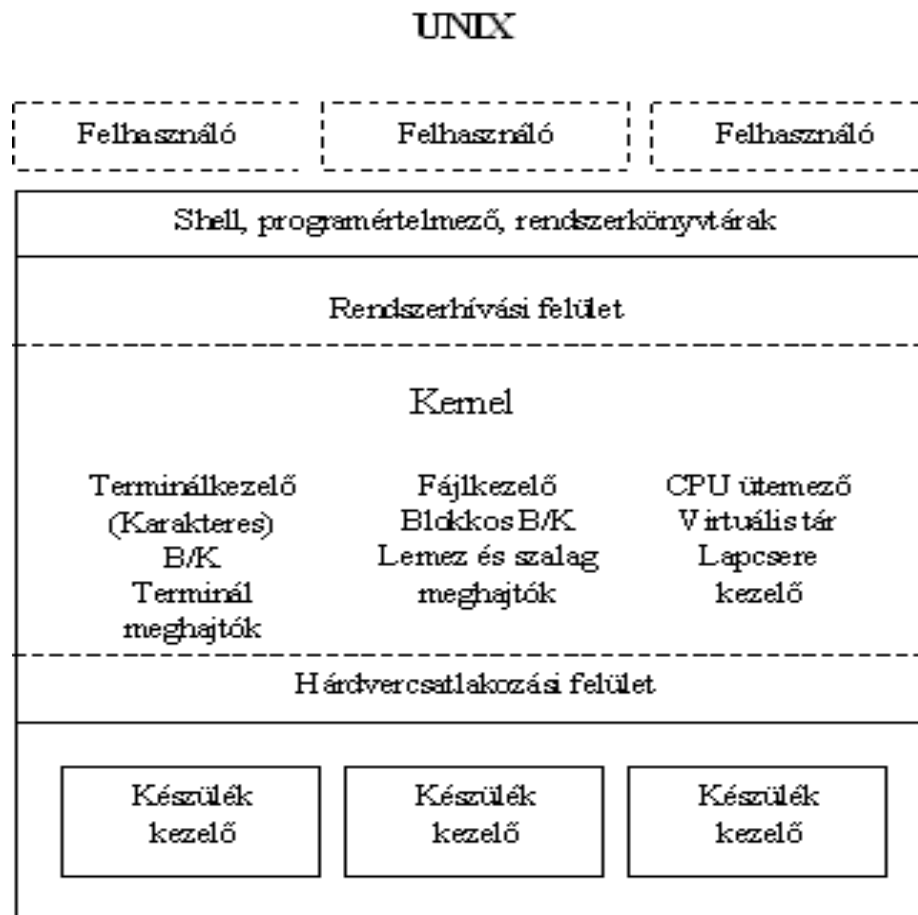 UNIX
Felhasználó
Felhasználó
Felhasználó
Shell, programértelmező, rendszerkönyvtárak
Rendszerhívási felület
Kernel
Terminálkezelő
(Karakteres)
B/K
Terminál
meghajtók
Fájlkezelő
Blokkos B/K
Lemez és szalag
meghajtók
CPU ütemező
Virtuális tár
Lapcsere
kezelő
Hárdvercsatlakozási felület
Készülék
kezelő
Készülék
kezelő
Készülék
kezelő